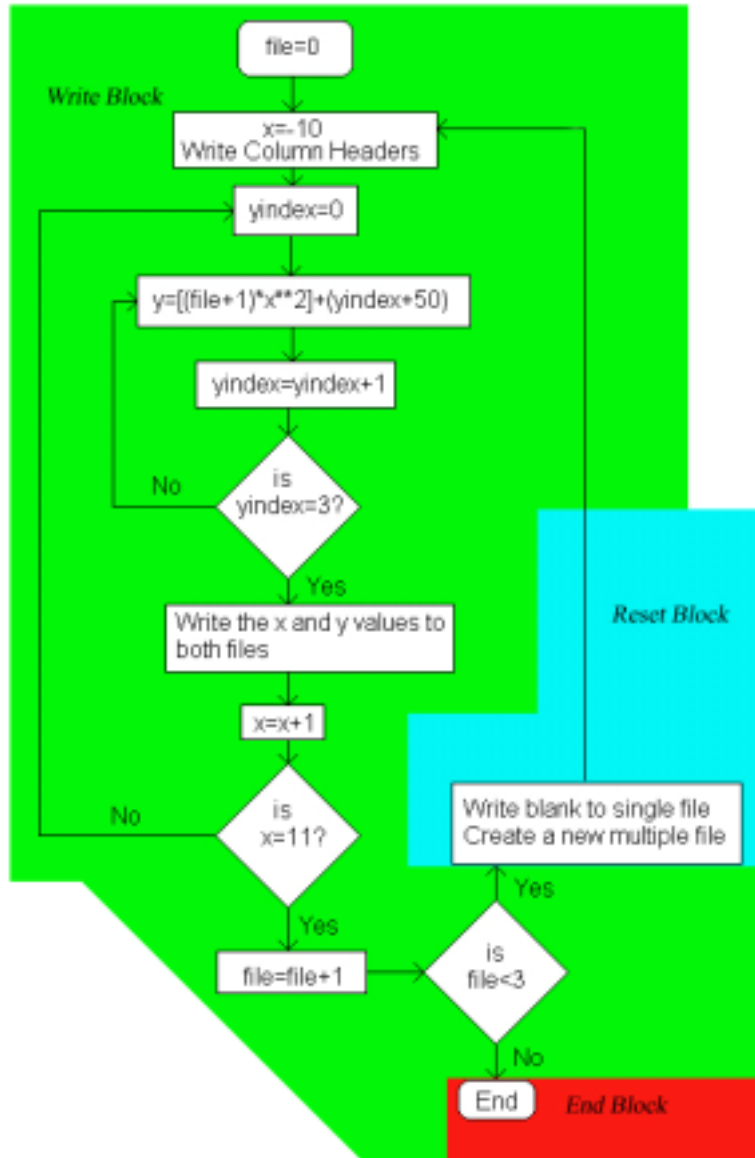 file=0
Write Block
x=-10
Write Column Headers
yindex=0
y=[(file+1)*x**2]+(yindex+50)
yindex=yindex+1
is
yindex=3?
No
Yes
Write the x and y values to
both files
Reset Block
x=x+1
is
x=11?
No
Yes
Write blank to single file
Create a new multiple file
Yes
file=file+1
is
file<3
No
End
End Block